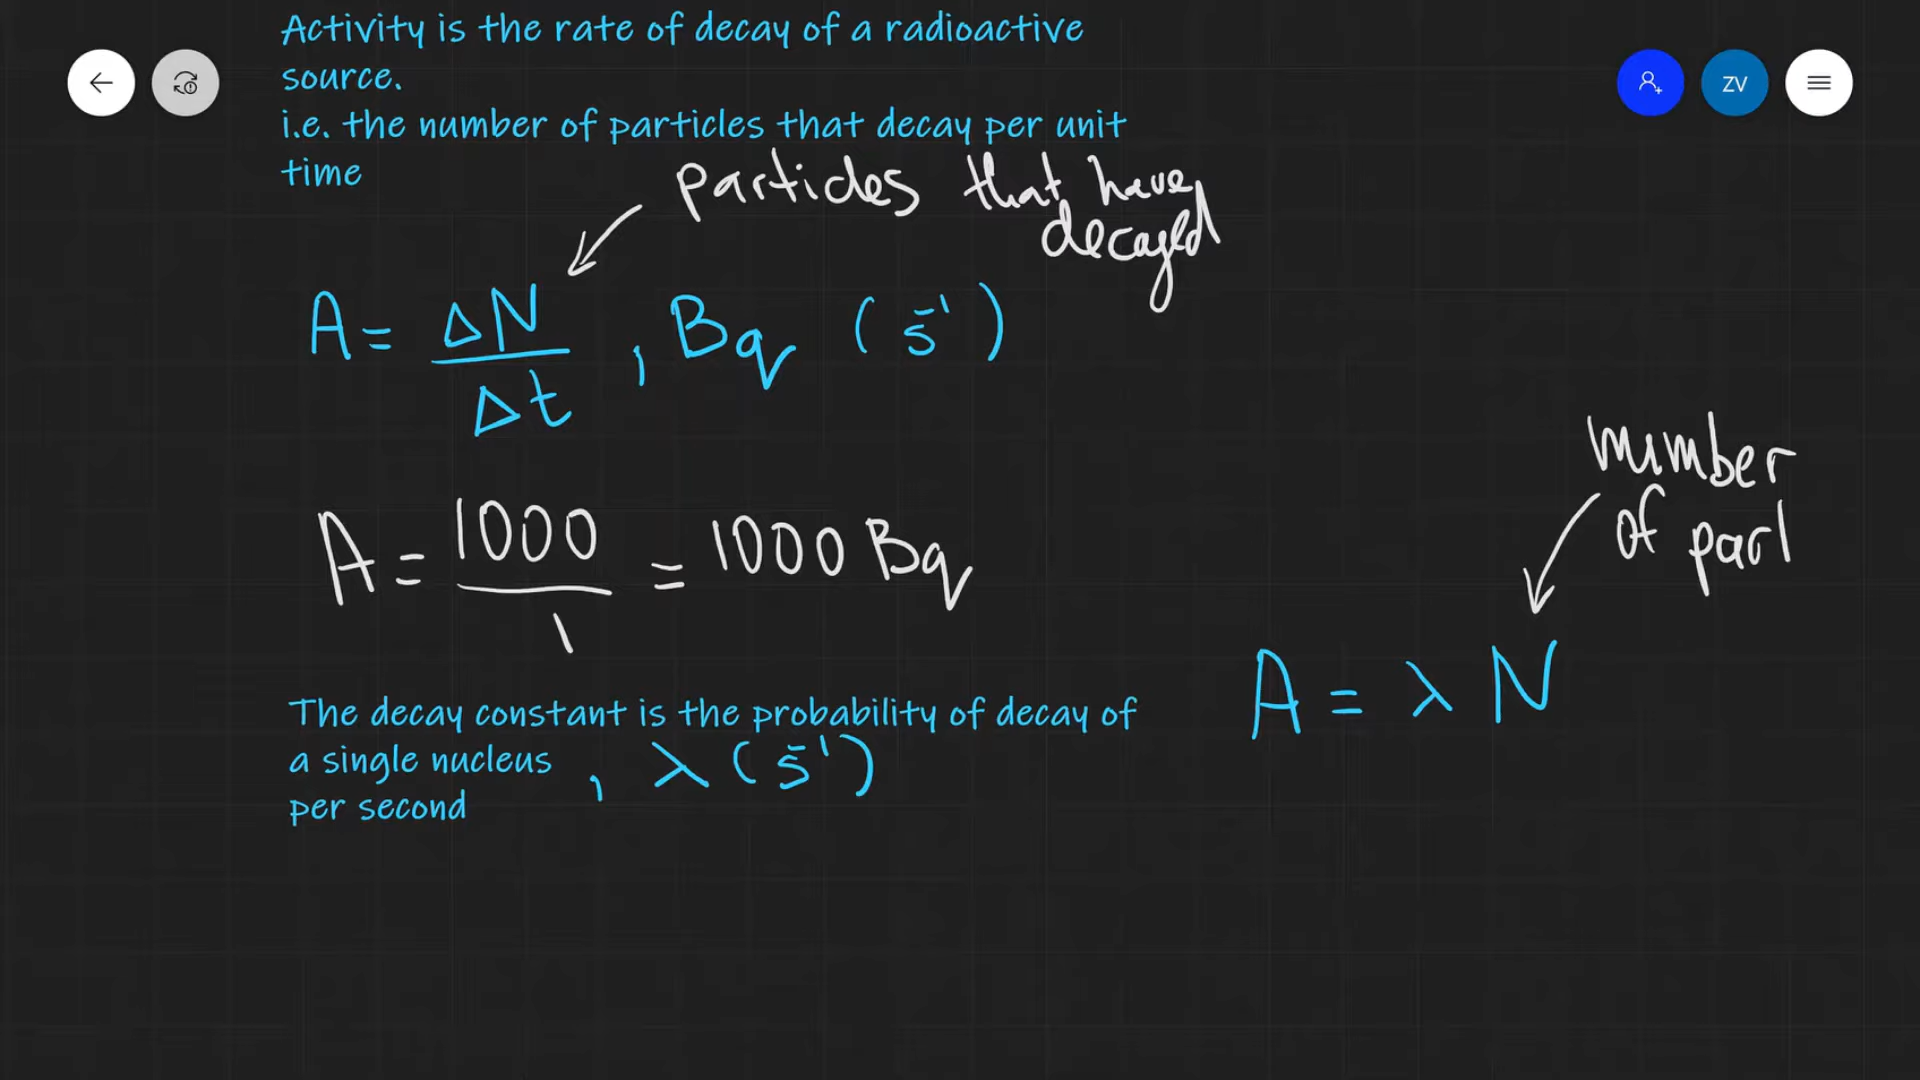 Activity is the rate of decay of a radioactive
source.
i.e. the number of particles that decay per unit
time
particles that have
decayed
A = ΔN/Δt , Bq (s⁻¹)
A = 1000/1 = 1000 Bq
number
of part
A = λ N
The decay constant is the probability of decay of
a single nucleus , λ (s⁻¹)
per second
ZV